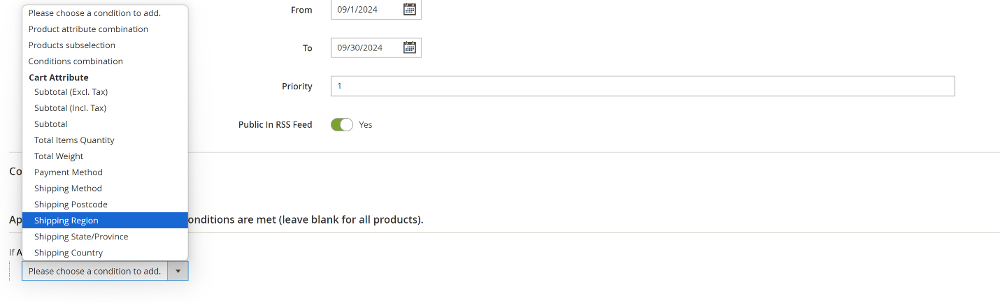 Please choose a condition to add.
Product attribute combination
Products subselection
Conditions combination
Cart Attribute
Subtotal (Excl. Tax)
Subtotal (Incl. Tax)
Subtotal
Total Items Quantity
Total Weight
Payment Method
Shipping Method
Shipping Postcode
Shipping Region
Shipping State/Province
Shipping Country
Please choose a condition to add.
From 09/1/2024
To 09/30/2024
Priority 1
Public In RSS Feed Yes
Co
Ap onditions are met (leave blank for all products).
If A